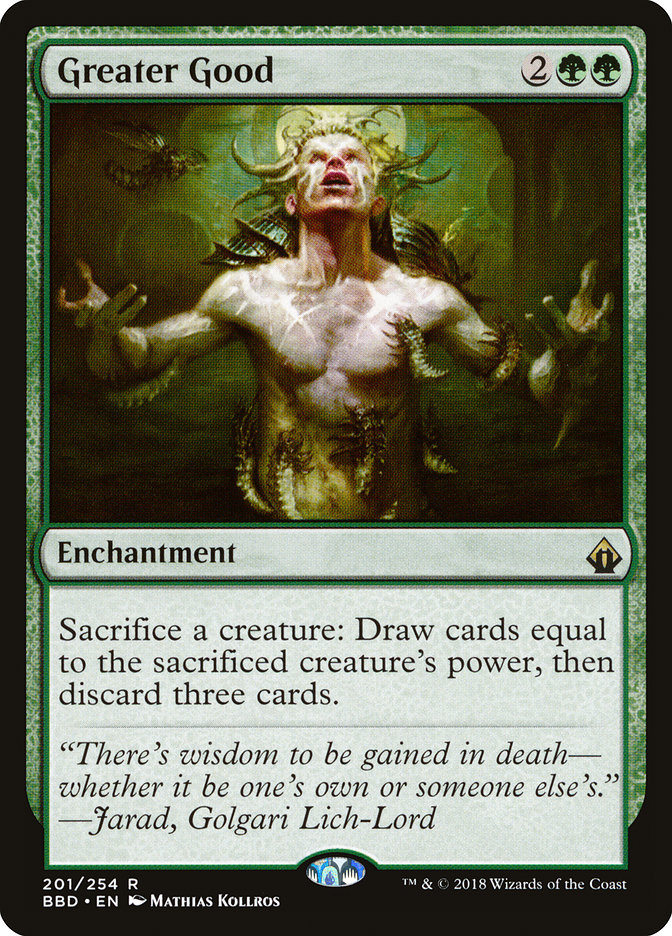 Greater Good 2
Enchantment
Sacrifice a creature: Draw cards equal
to the sacrificed creature's power, then
discard three cards.
“There's wisdom to be gained in death—
whether it be one's own or someone else's.”
—Jarad, Golgari Lich-Lord
201/254 R
™ & © 2018 Wizards of the Coast
BBD • EN Mathias Kollros